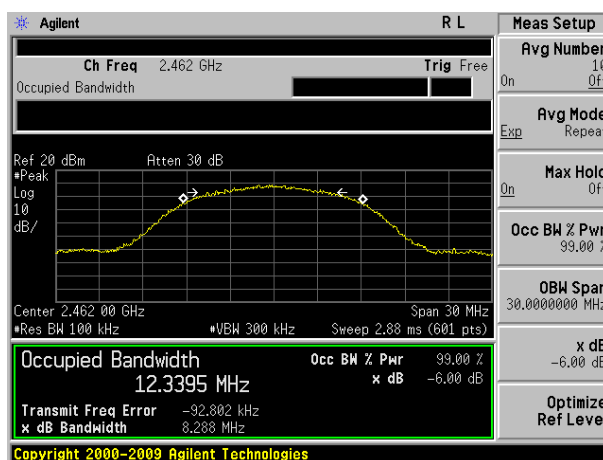 Agilent R L Meas Setup
Ch Freq 2.462 GHz Trig Free
Occupied Bandwidth
Avg Number
On
Avg Mode
Exp Repea
Max Hold
On
Occ BW % Pwr
99.00 %
OBW Span
30.0000000 MHz
x dB
-6.00 dB
Optimize
Ref Leve
Ref 20 dBm Atten 30 dB
#Peak
Log
10
dB/
Center 2.462 00 GHz Span 30 MHz
#Res BW 100 kHz #VBW 300 kHz Sweep 2.88 ms (601 pts)
Occupied Bandwidth Occ BW % Pwr 99.00 %
12.3395 MHz x dB -6.00 dB
Transmit Freq Error -92.802 kHz
x dB Bandwidth 8.288 MHz
Copyright 2000-2009 Agilent Technologies